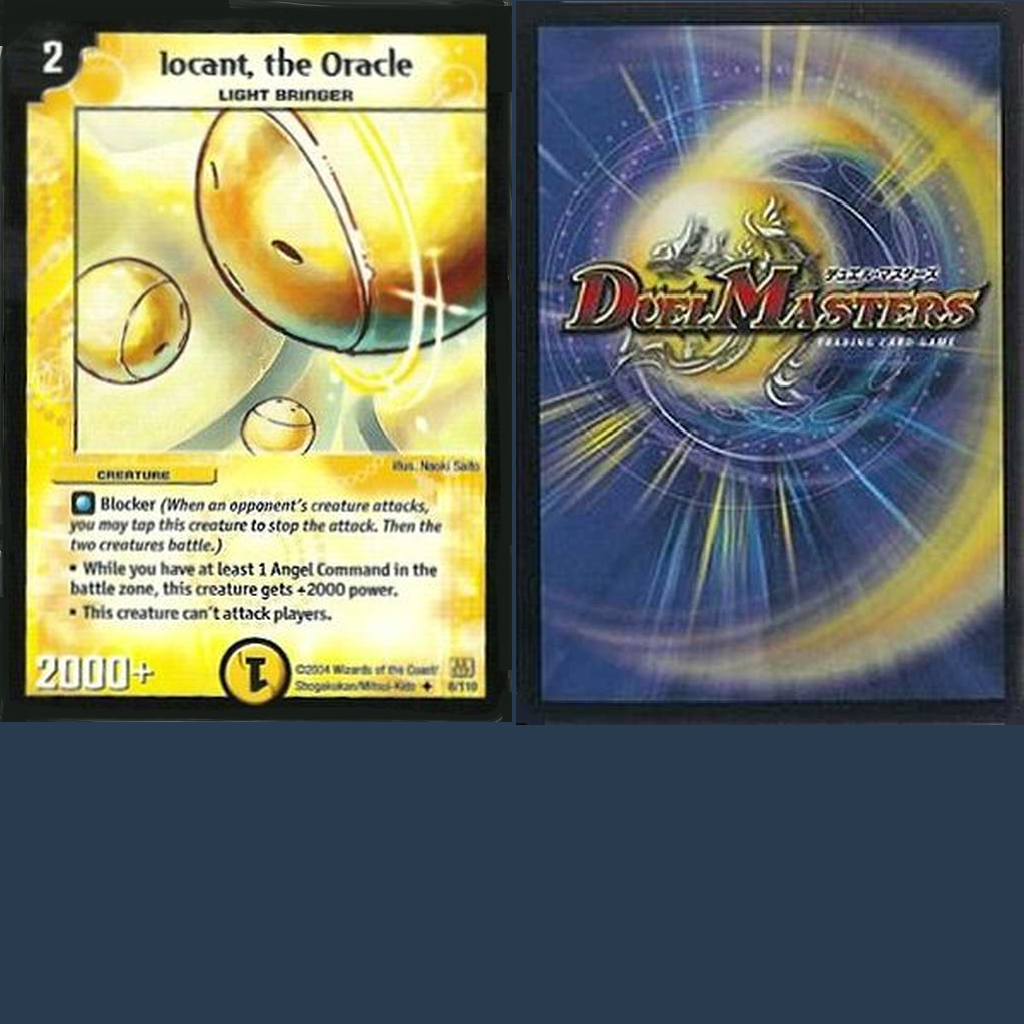 2
Iocant, the Oracle
LIGHT BRINGER
illus. Naoki Saito
CREATURE
Blocker (When an opponent's creature attacks,
you may tap this creature to stop the attack. Then the
two creatures battle.)
• While you have at least 1 Angel Command in the
battle zone, this creature gets +2000 power.
• This creature can't attack players.
2000+
1
©2004 Wizards of the Coast/
Shogakukan/Mitsui-Kids
/110
デュエル・マスターズ
DUEL MASTERS
TRADING CARD GAME